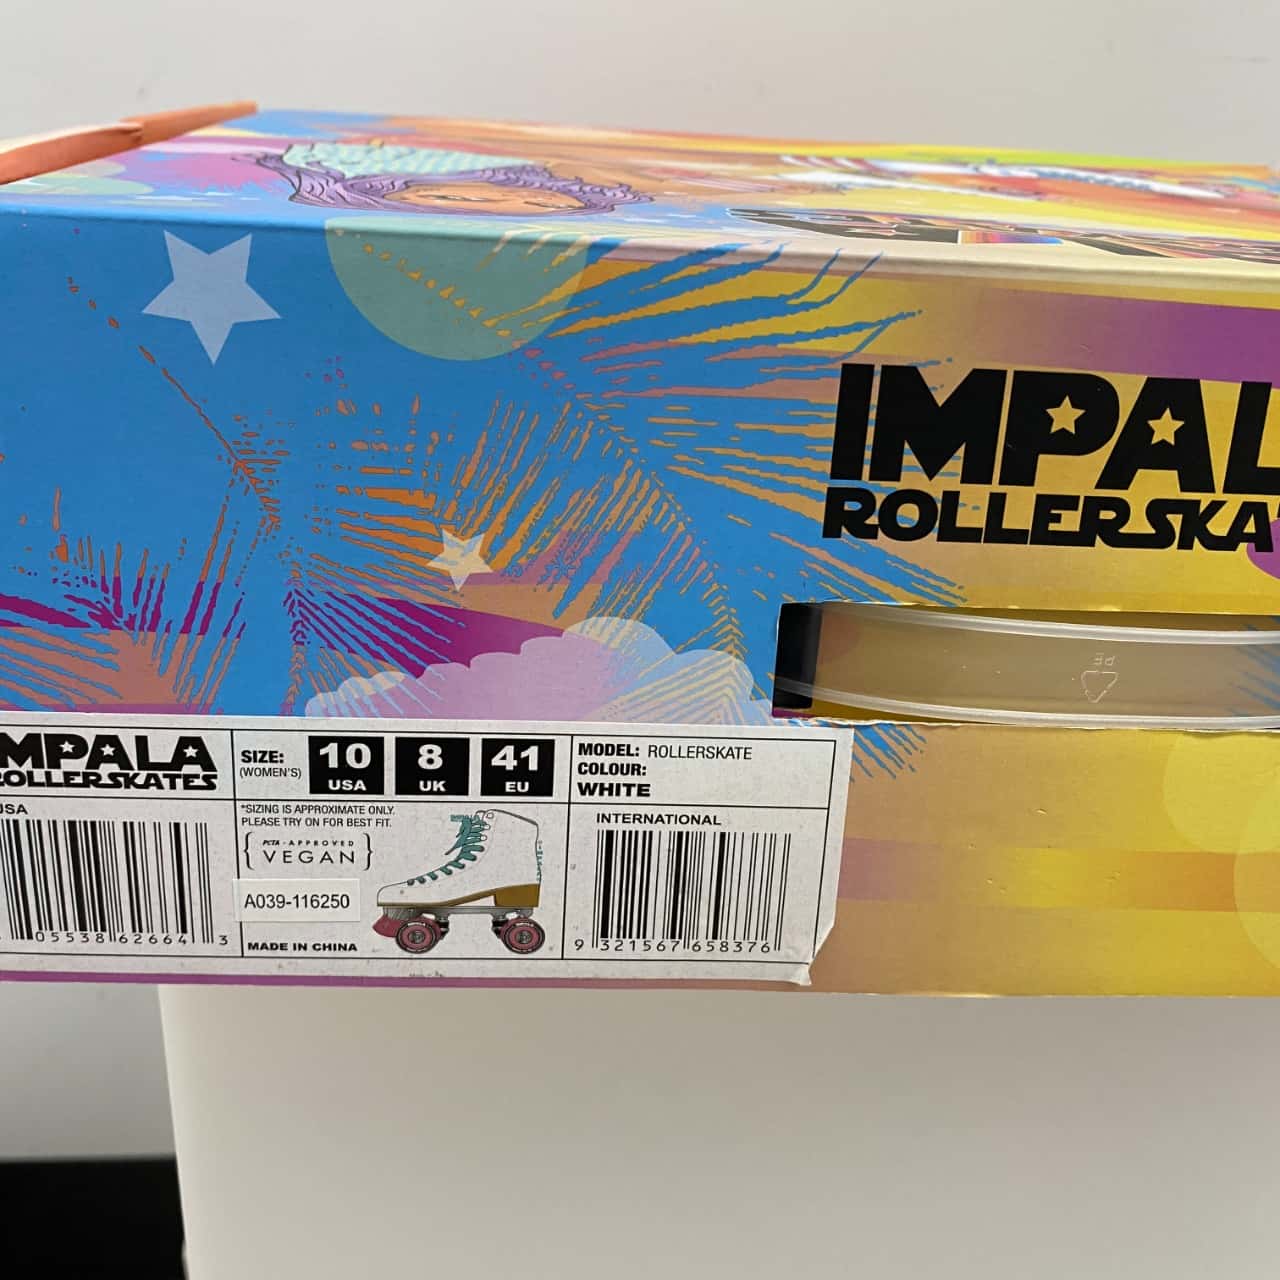 IMPAL
ROLLERSKA
PE
MPALA
ROLLERSKATES
SIZE:
(WOMEN'S)
10
USA
8
UK
41
EU
MODEL: ROLLERSKATE
COLOUR:
WHITE
USA
05538 62664 3
*SIZING IS APPROXIMATE ONLY.
PLEASE TRY ON FOR BEST FIT.
PETA - APPROVED
VEGAN
A039-116250
MADE IN CHINA
IMPALA
IMPALA
INTERNATIONAL
9 321567 658376